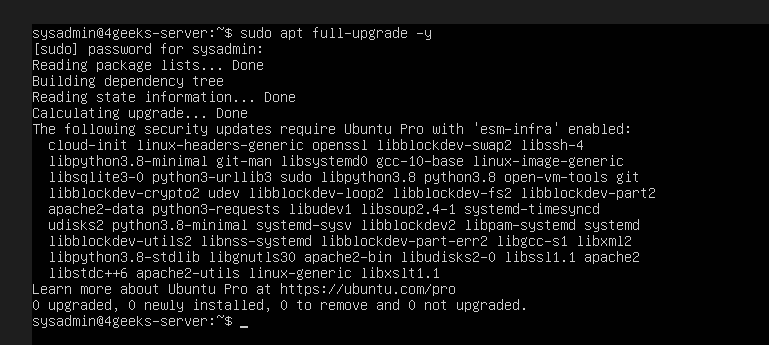 sysadmin@4geeks-server:~$ sudo apt full-upgrade -y
[sudo] password for sysadmin:
Reading package lists... Done
Building dependency tree
Reading state information... Done
Calculating upgrade... Done
The following security updates require Ubuntu Pro with 'esm-infra' enabled:
  cloud-init linux-headers-generic openssl libblockdev-swap2 libssh-4
  libpython3.8-minimal git-man libsystemd0 gcc-10-base linux-image-generic
  libsqlite3-0 python3-urllib3 sudo libpython3.8 python3.8 open-vm-tools git
  libblockdev-crypto2 udev libblockdev-loop2 libblockdev-fs2 libblockdev-part2
  apache2-data python3-requests libudev1 libsoup2.4-1 systemd-timesyncd
  udisks2 python3.8-minimal systemd-sysv libblockdev2 libpam-systemd systemd
  libblockdev-utils2 libnss-systemd libblockdev-part-err2 libgcc-s1 libxml2
  libpython3.8-stdlib libgnutls30 apache2-bin libudisks2-0 libssl1.1 apache2
  libstdc++6 apache2-utils linux-generic libxslt1.1
Learn more about Ubuntu Pro at https://ubuntu.com/pro
0 upgraded, 0 newly installed, 0 to remove and 0 not upgraded.
sysadmin@4geeks-server:~$ _